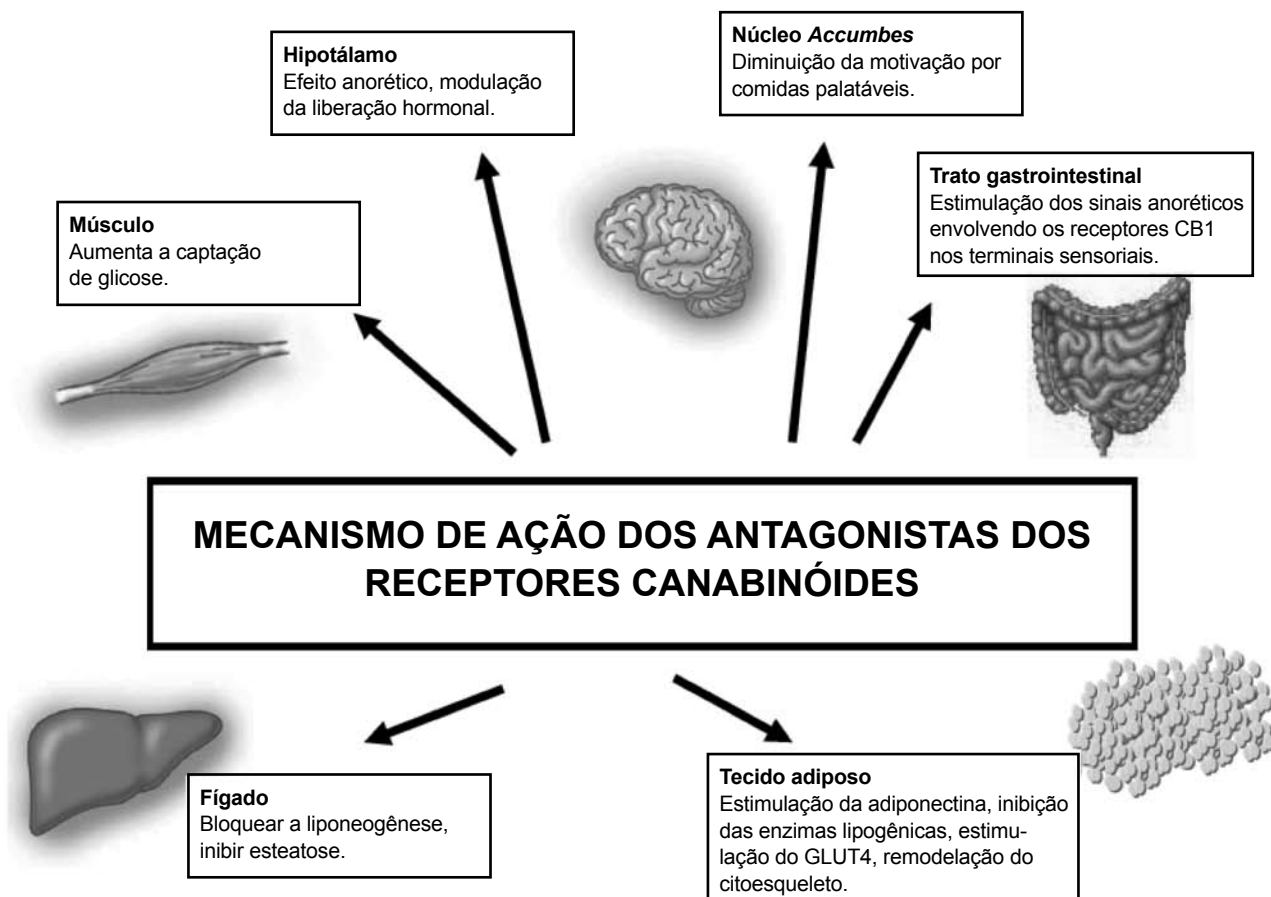 Hipotálamo
Efeito anorético, modulação
da liberação hormonal.
Núcleo Accumbes
Diminuição da motivação por
comidas palatáveis.
Músculo
Aumenta a captação
de glicose.
Trato gastrointestinal
Estimulação dos sinais anoréticos
envolvendo os receptores CB1
nos terminais sensoriais.
MECANISMO DE AÇÃO DOS ANTAGONISTAS DOS
RECEPTORES CANABINÓIDES
Fígado
Bloquear a liponeogênese,
inibir esteatose.
Tecido adiposo
Estimulação da adiponectina, inibição
das enzimas lipogênicas, estimu-
lação do GLUT4, remodelação do
citoesqueleto.